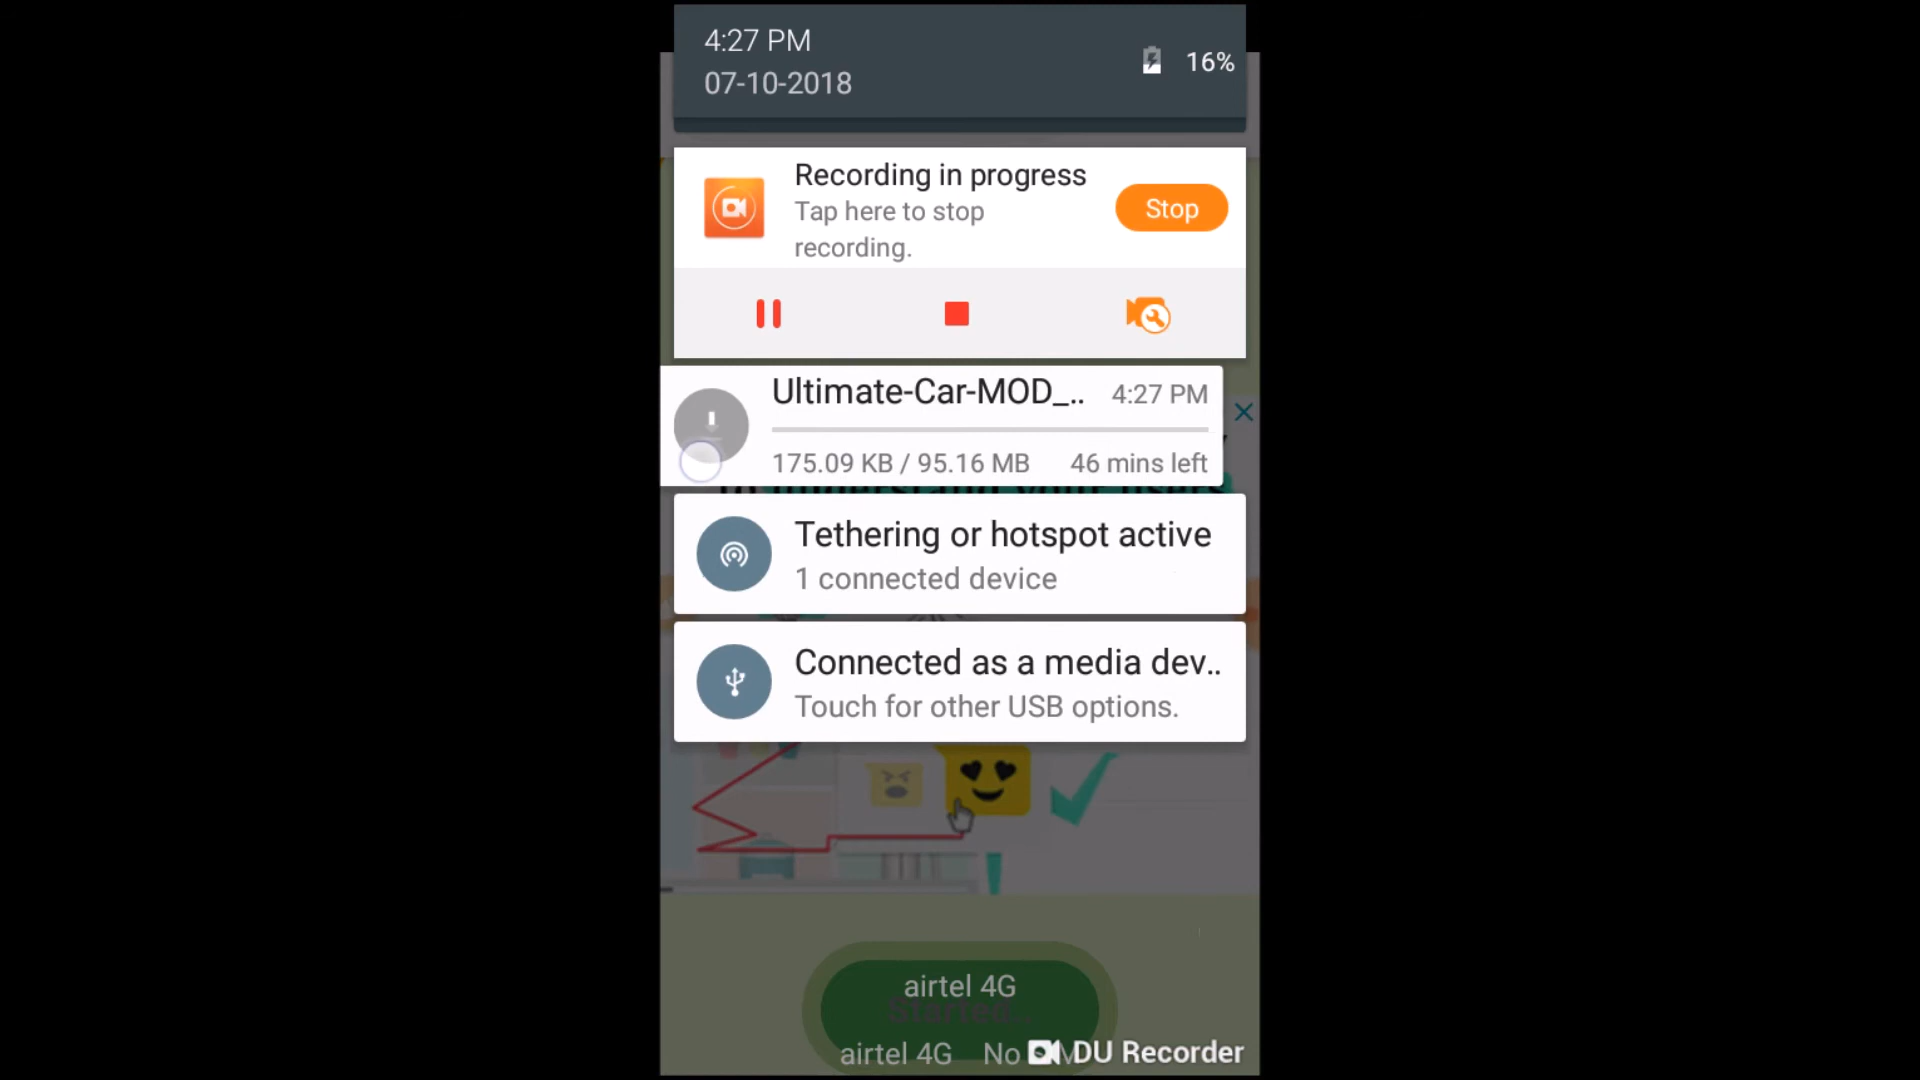 4:27 PM
16%
07-10-2018
Recording in progress
Tap here to stop
recording.
Stop
Ultimate-Car-MOD_..
4:27 PM
175.09 KB / 95.16 MB
46 mins left
Tethering or hotspot active
1 connected device
Connected as a media dev..
Touch for other USB options.
airtel 4G
Started..
airtel 4G No
DU Recorder